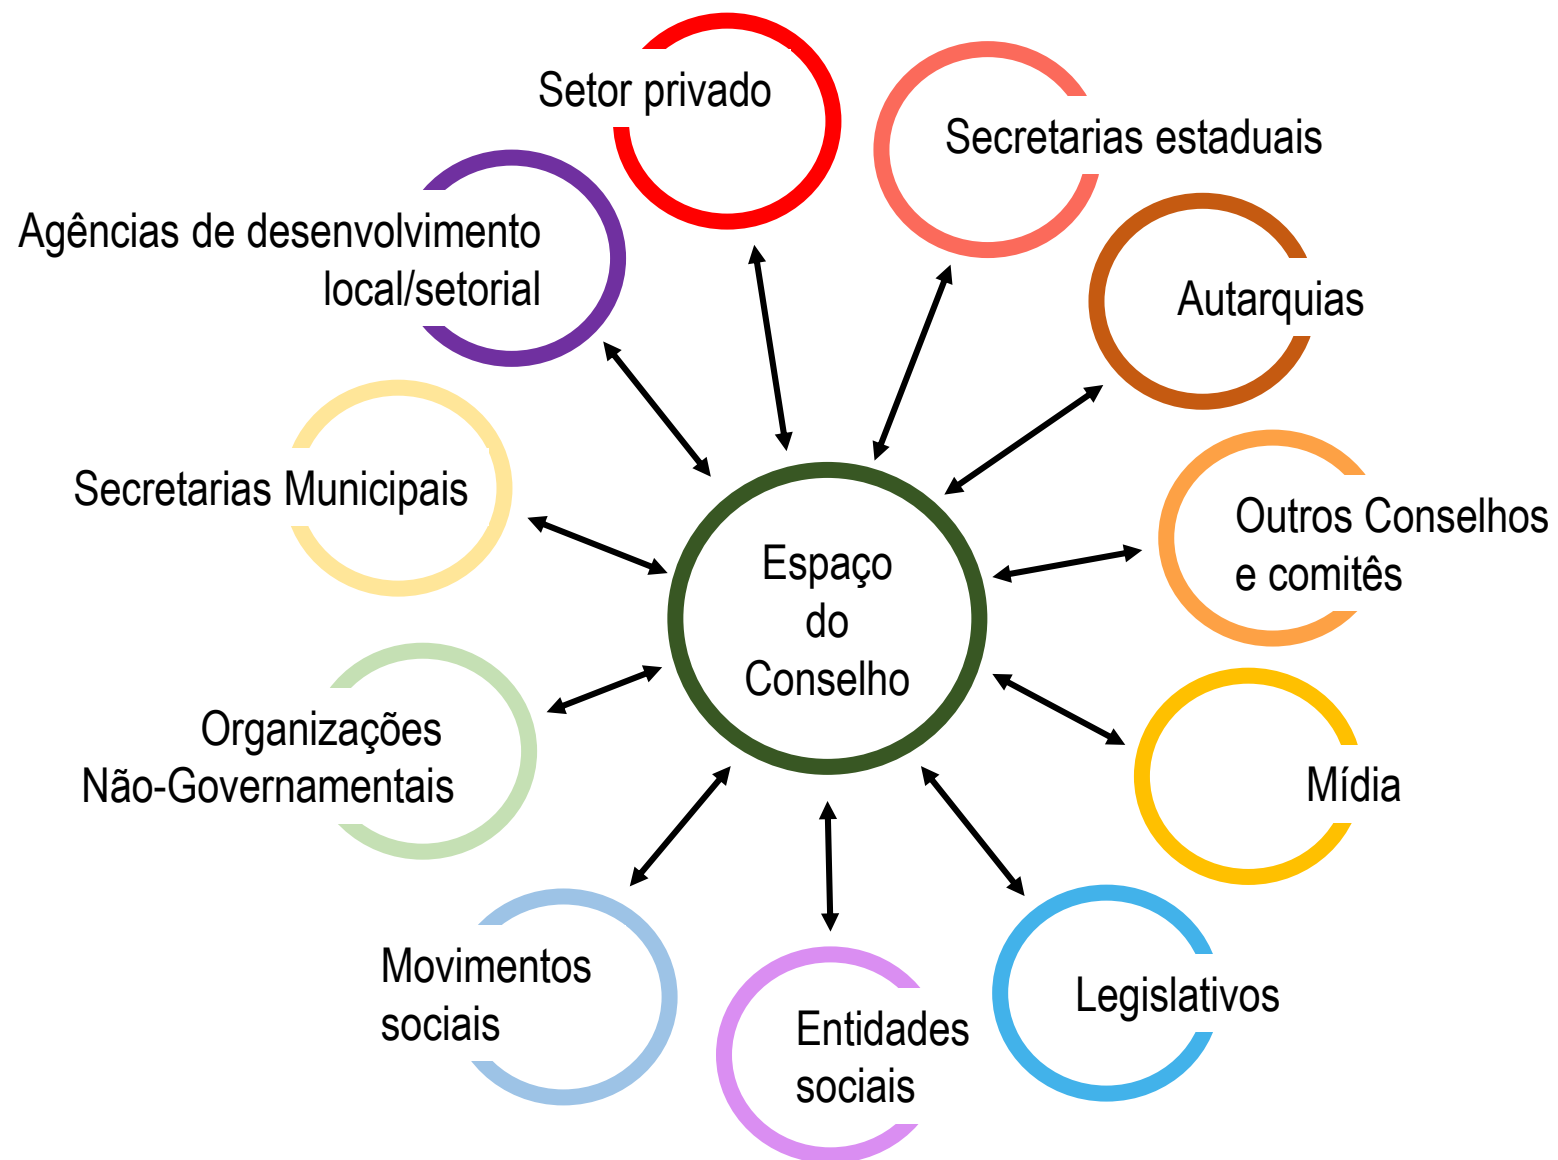 Setor privado
Secretarias estaduais
Agências de desenvolvimento
local/setorial
Autarquias
Secretarias Municipais
Outros Conselhos
e comitês
Espaço
do
Conselho
Organizações
Não-Governamentais
Mídia
Movimentos
sociais
Legislativos
Entidades
sociais